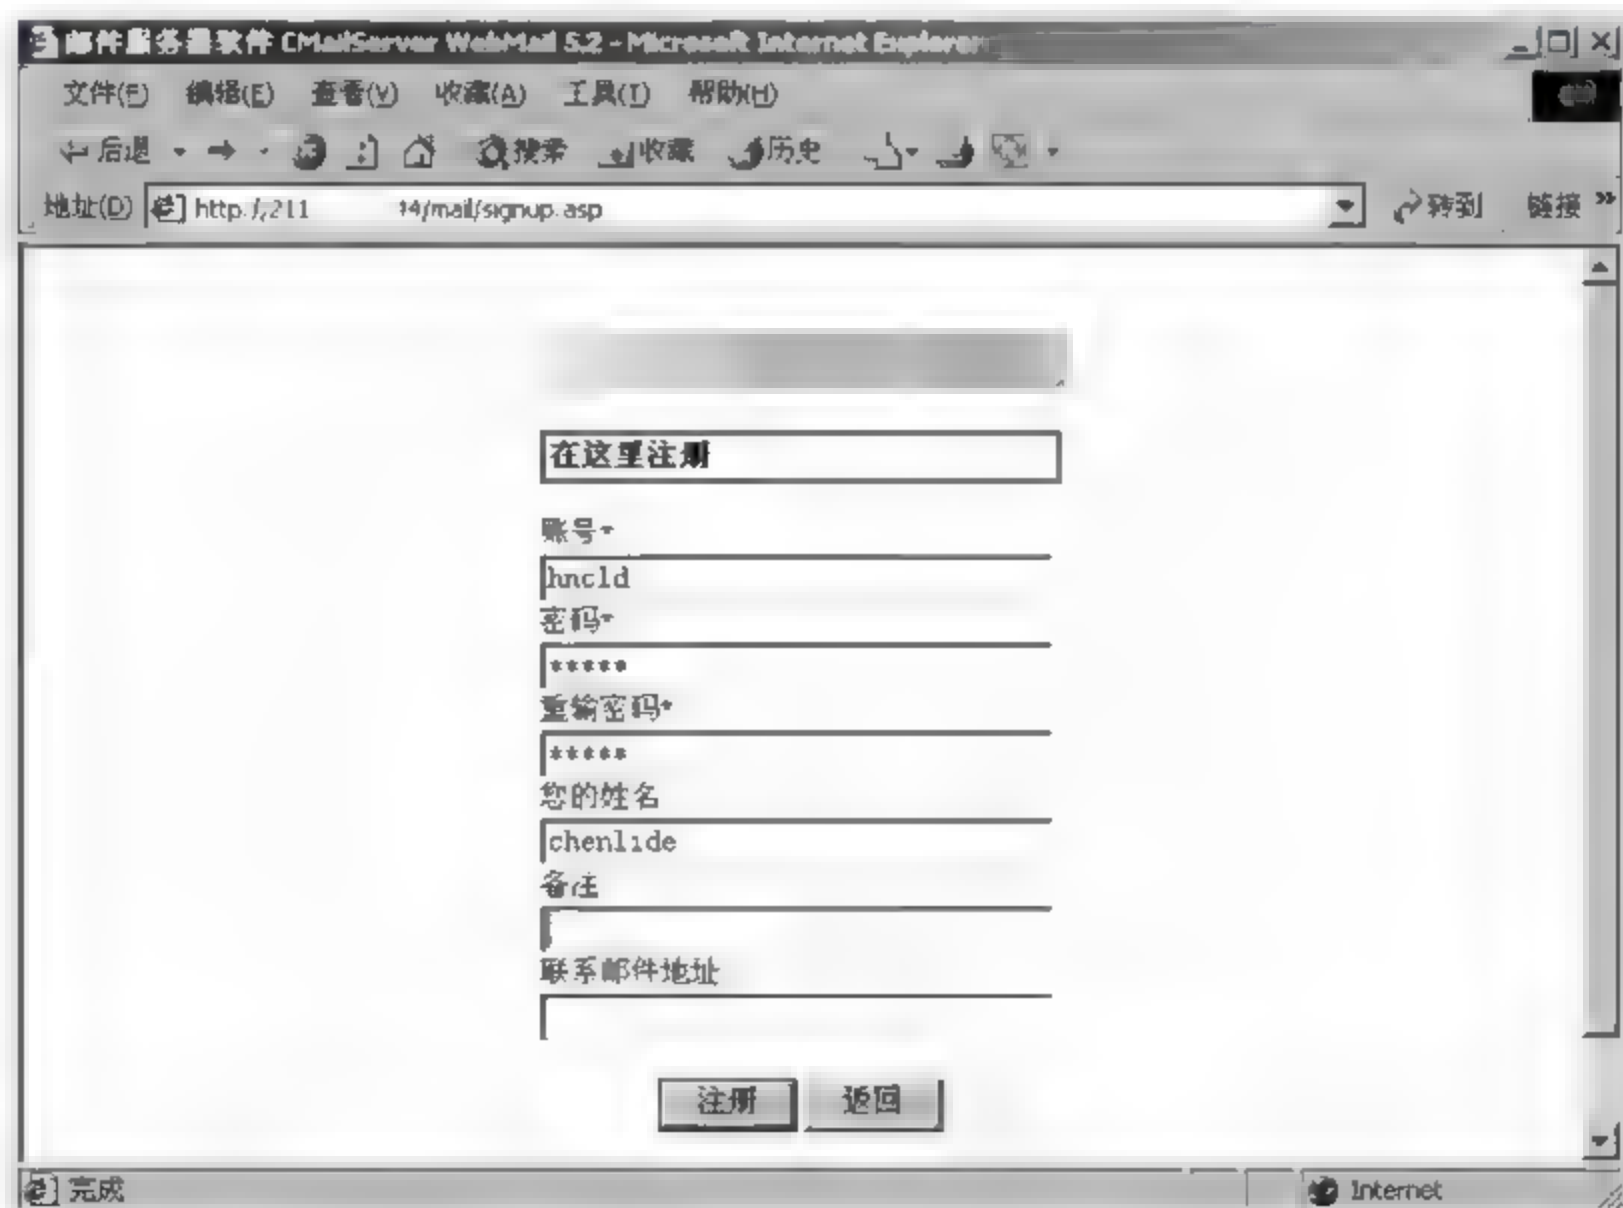 邮件服务器软件 CMailServer WebMail 5.2 - Microsoft Internet Explorer
文件(F) 编辑(E) 查看(V) 收藏(A) 工具(T) 帮助(H)
后退 搜索 收藏 历史
地址(D) http://211 44/mail/signup.asp 转到 链接 »
在这里注册
账号*
hncld
密码*
*****
重输密码*
*****
您的姓名
chenlide
备注
联系邮件地址
注册 返回
完成 Internet